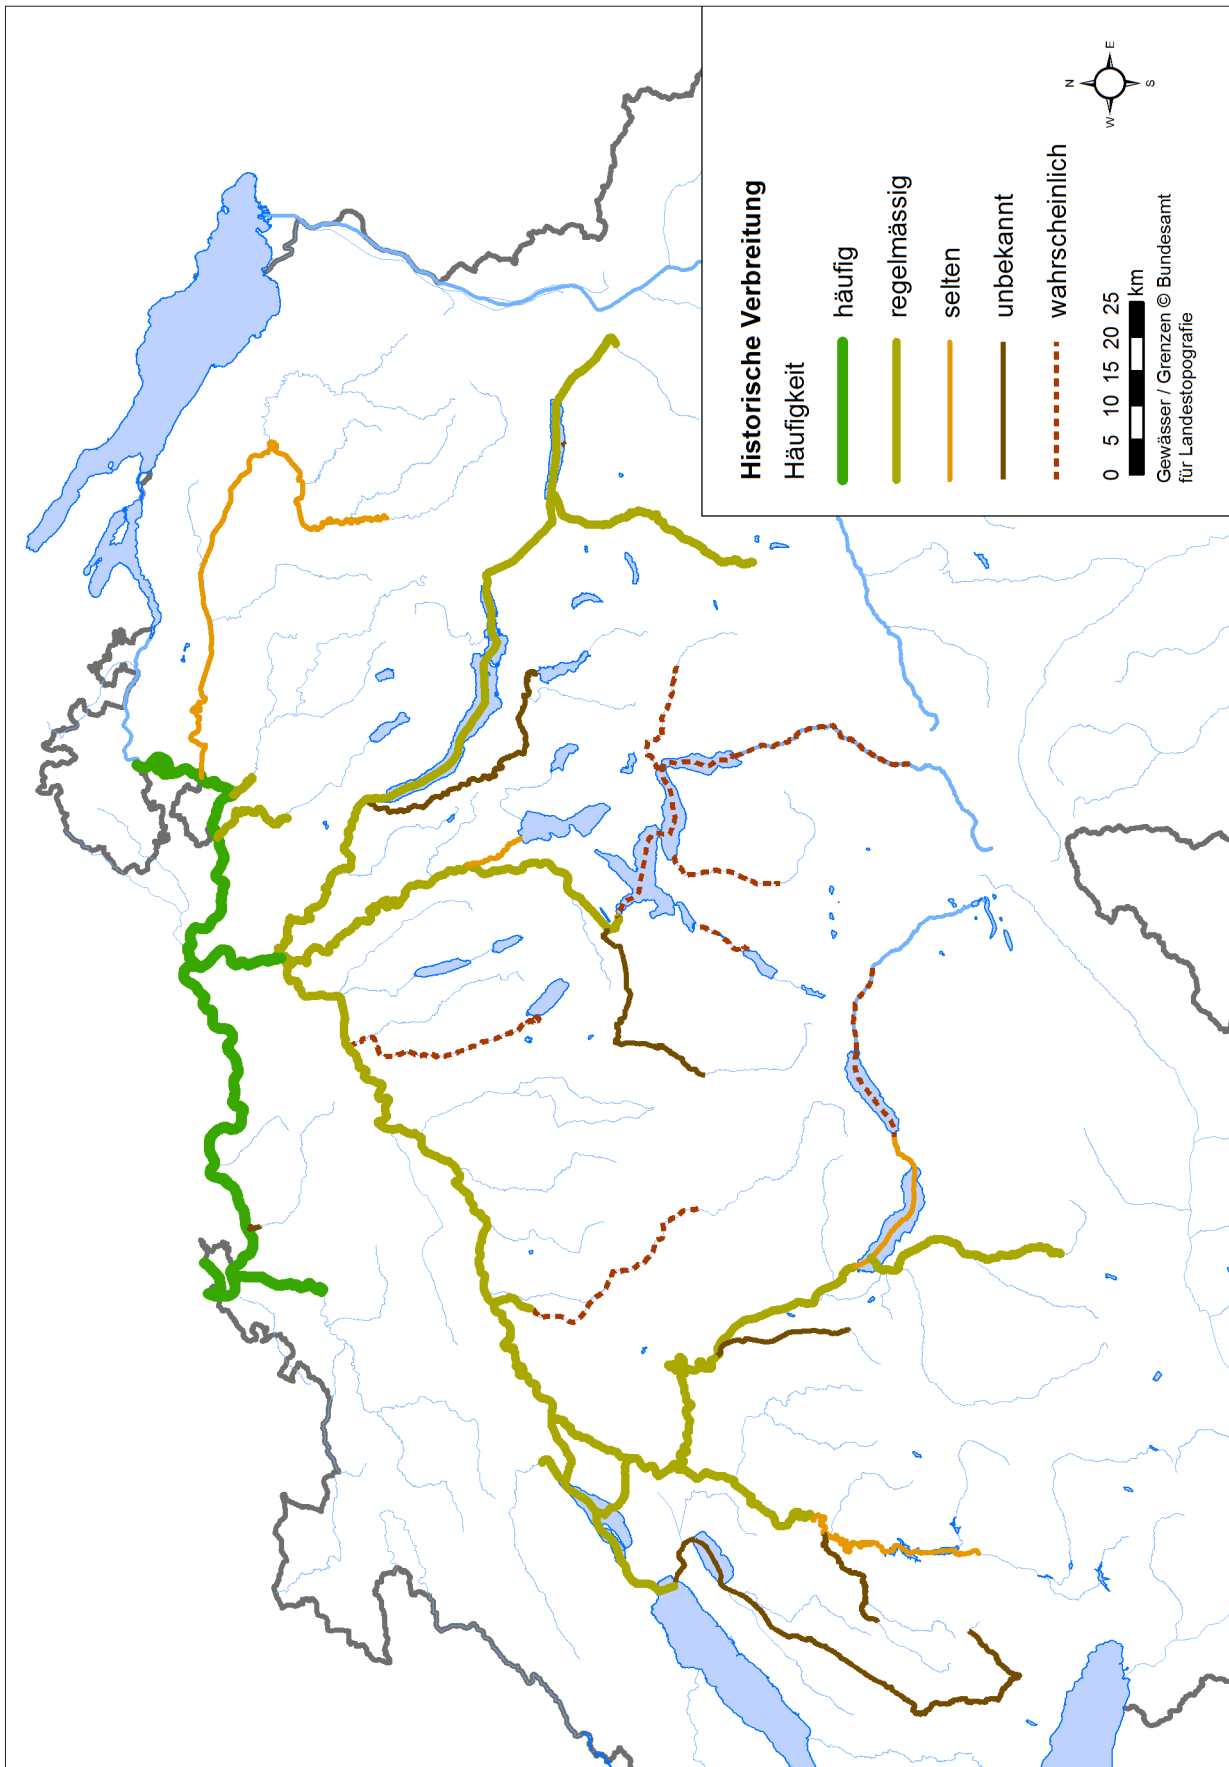 Historische Verbreitung
Häufigkeit
häufig
regelmässig
selten
unbekannt
wahrscheinlich
0 5 10 15 20 25
km
Gewässer / Grenzen © Bundesamt
für Landestopografie
N
W E
S